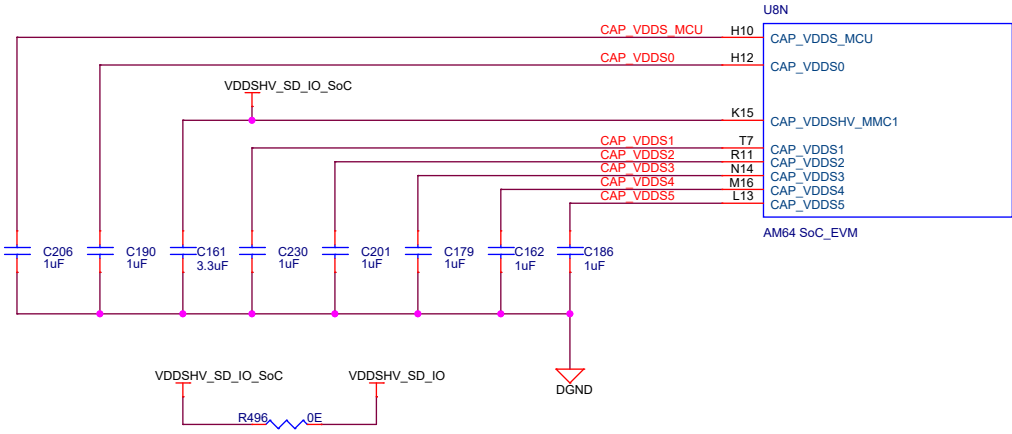 U8N
CAP_VDDS_MCU H10 CAP_VDDS_MCU
CAP_VDDS0 H12 CAP_VDDS0
VDDSHV_SD_IO_SoC
K15 CAP_VDDSHV_MMC1
CAP_VDDS1 T7 CAP_VDDS1
CAP_VDDS2 R11 CAP_VDDS2
CAP_VDDS3 N14 CAP_VDDS3
CAP_VDDS4 M16 CAP_VDDS4
CAP_VDDS5 L13 CAP_VDDS5
AM64 SoC_EVM
C206 C190 C161 C230 C201 C179 C162 C186
1uF 1uF 3.3uF 1uF 1uF 1uF 1uF 1uF
VDDSHV_SD_IO_SoC VDDSHV_SD_IO
DGND
R496 0E